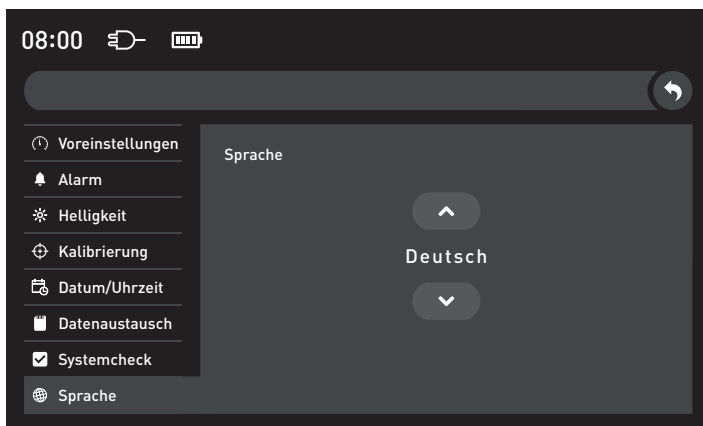 08:00
Voreinstellungen
Alarm
Helligkeit
Kalibrierung
Datum/Uhrzeit
Datenaustausch
Systemcheck
Sprache
Sprache
Deutsch